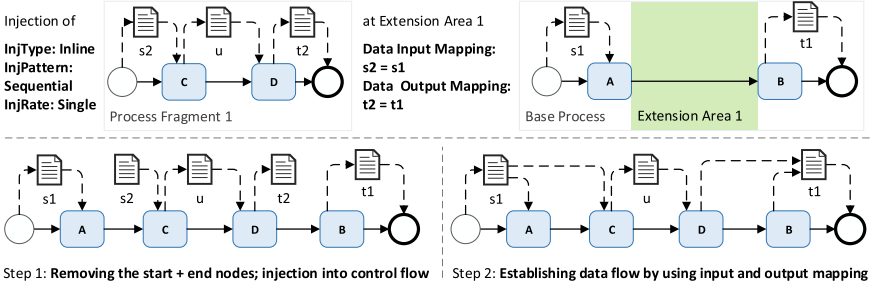 Injection of
InjType: Inline
InjPattern:
Sequential
InjRate: Single
s2
u
t2
C
D
Process Fragment 1
at Extension Area 1
Data Input Mapping:
s2 = s1
Data Output Mapping:
t2 = t1
s1
t1
A
B
Base Process
Extension Area 1
s1
s2
u
t2
t1
A
C
D
B
Step 1: Removing the start + end nodes; injection into control flow
s1
u
t1
A
C
D
B
Step 2: Establishing data flow by using input and output mapping